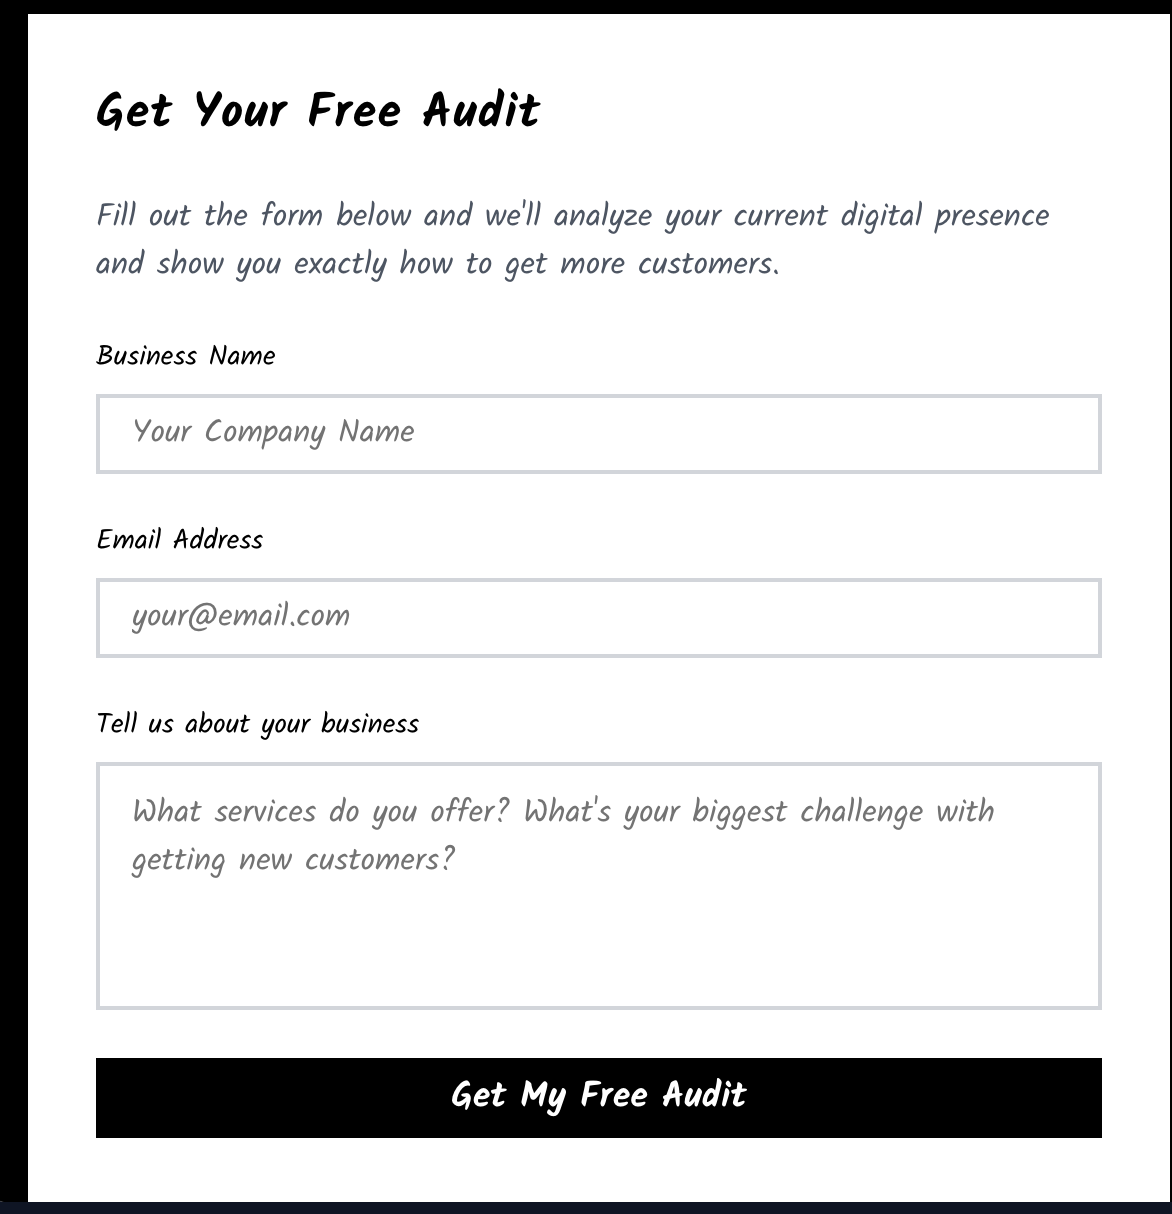 Get Your Free Audit
Fill out the form below and we'll analyze your current digital presence
and show you exactly how to get more customers.
Business Name
Your Company Name
Email Address
your@email.com
Tell us about your business
What services do you offer? What's your biggest challenge with
getting new customers?
Get My Free Audit